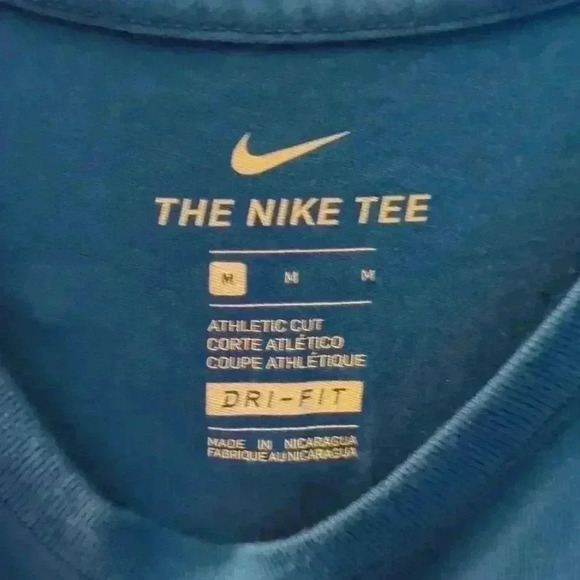 THE NIKE TEE
M M M
ATHLETIC CUT
CORTE ATLÉTICO
COUPE ATHLÉTIQUE
DRI-FIT
MADE IN NICARAGUA
FABRIQUE AU NICARAGUA